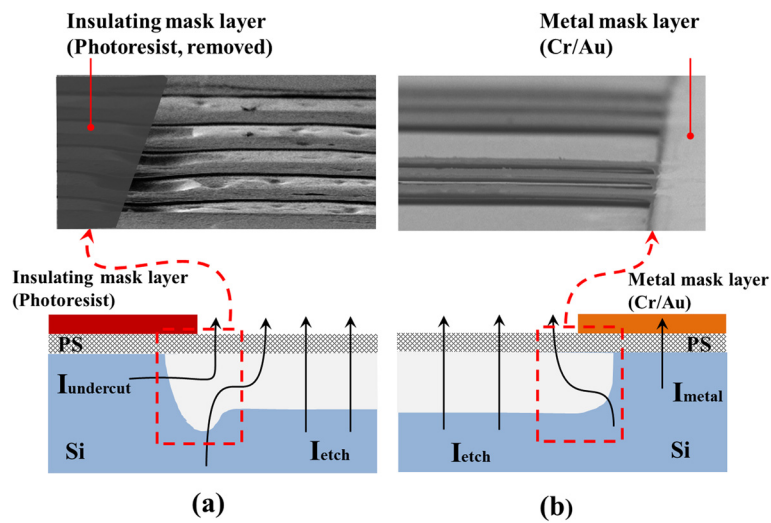 Insulating mask layer
(Photoresist, removed)
Metal mask layer
(Cr/Au)
Insulating mask layer
(Photoresist)
Metal mask layer
(Cr/Au)
PS
PS
Iundercut
Imetal
Si
Ietch
Ietch
Si
(a)
(b)